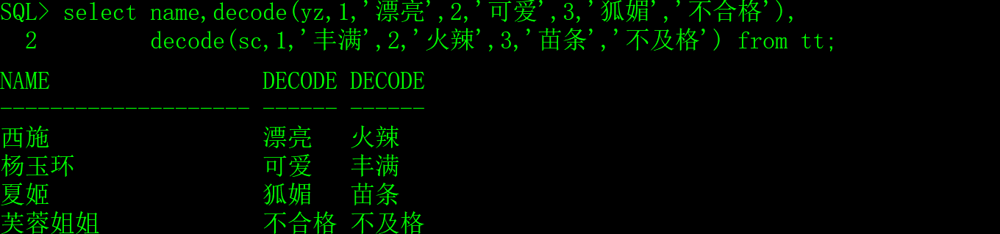 SQL> select name,decode(yz,1,'漂亮',2,'可爱',3,'狐媚','不合格'),
2 decode(sc,1,'丰满',2,'火辣',3,'苗条','不及格') from tt;
NAME DECODE DECODE
-------------------- ------ ------
西施 漂亮 火辣
杨玉环 可爱 丰满
夏姬 狐媚 苗条
芙蓉姐姐 不合格 不及格